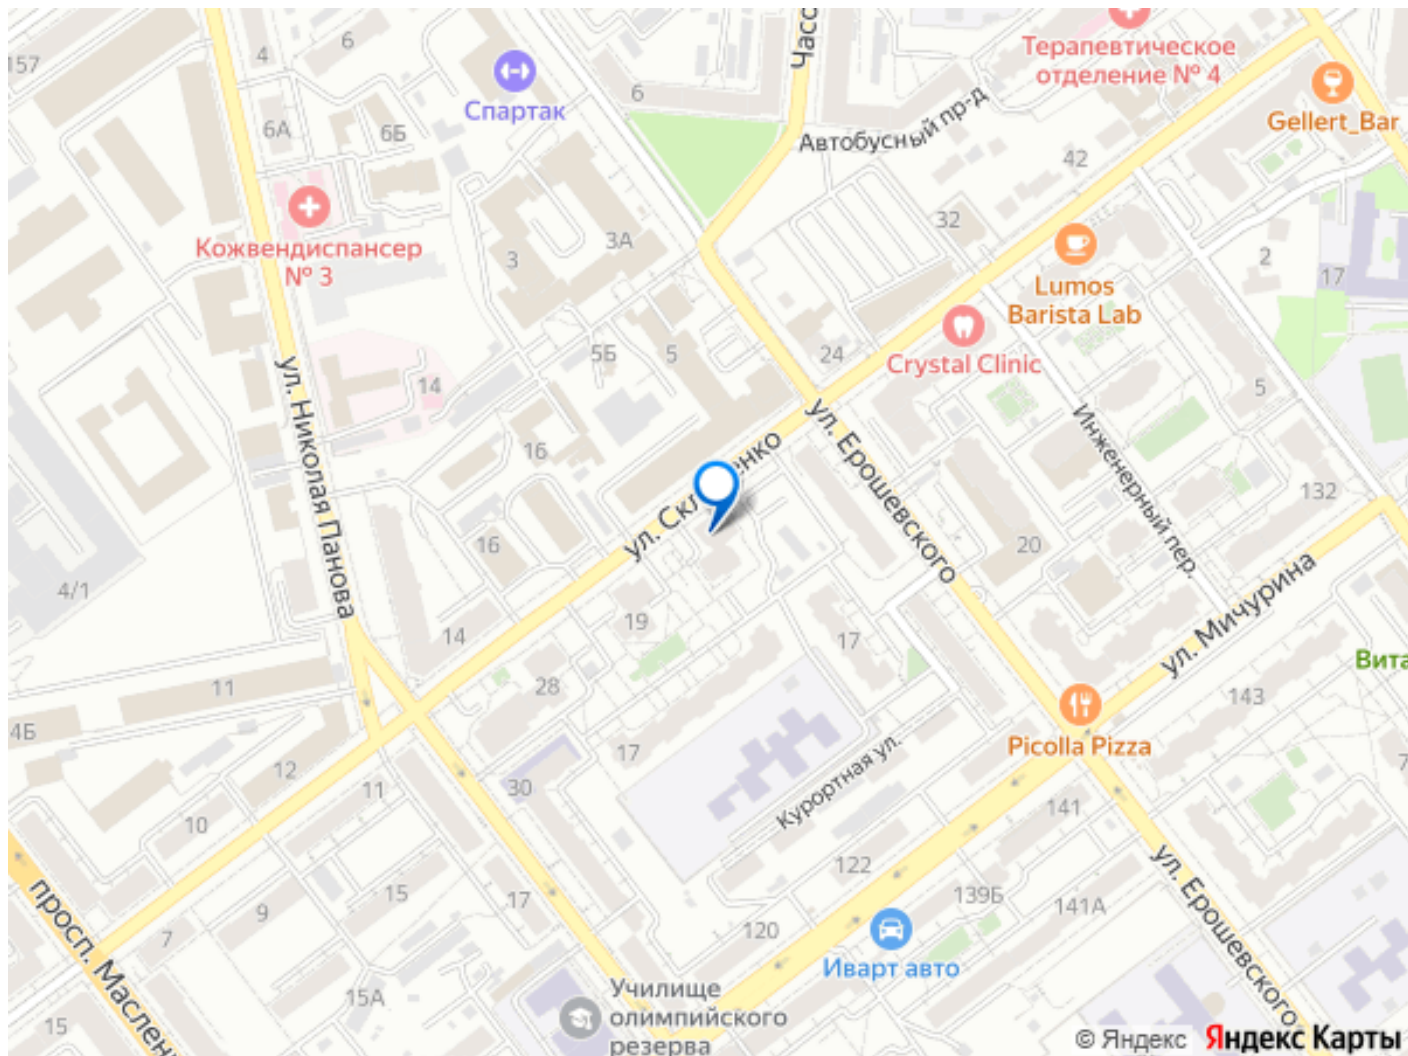 157
4
6
6А
6Б
Спартак
6
Часо
Автобусный пр-д
Терапевтическое
отделение № 4
Gellert_Bar
42
32
Кожвендиспансер
№ 3
3
3А
2
17
Lumos
Barista Lab
Crystal Clinic
24
5Б
5
14
5
ул. Николая Панова
16
ул. Ерошевского
Инженерный пер.
132
16
20
4/1
19
14
17
ул. Мичурина
Вита
11
28
143
4Б
17
Picolla Pizza
7
12
30
11
Курортная ул.
141
10
122
15
9
17
139Б
141А
ул. Ерошевского
7
120
просп. Маслен
Иварт авто
15А
Училище
олимпийского
резерва
15
© Яндекс Яндекс Карты